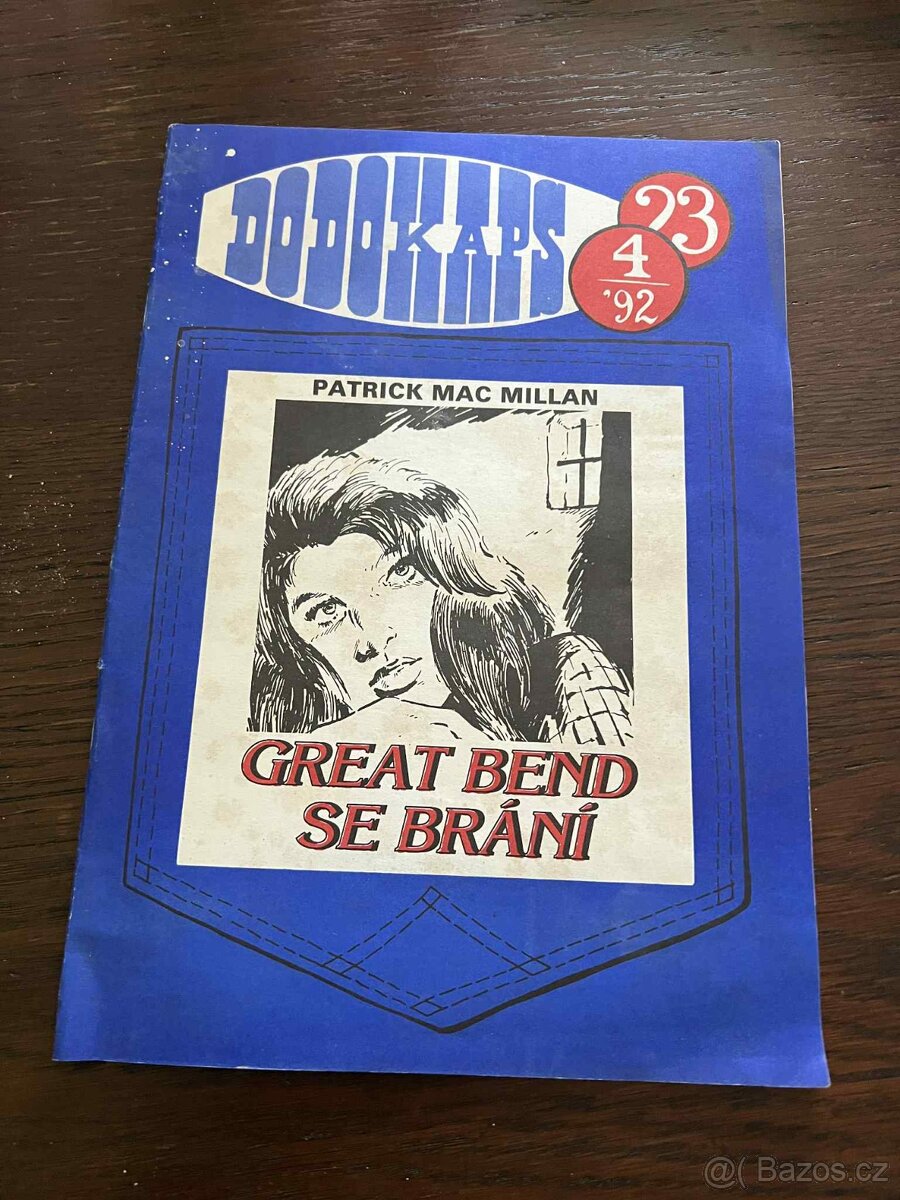 DODOKAPS
23
4
'92
PATRICK MAC MILLAN
GREAT BEND
SE BRÁNÍ
@( Bazos.cz